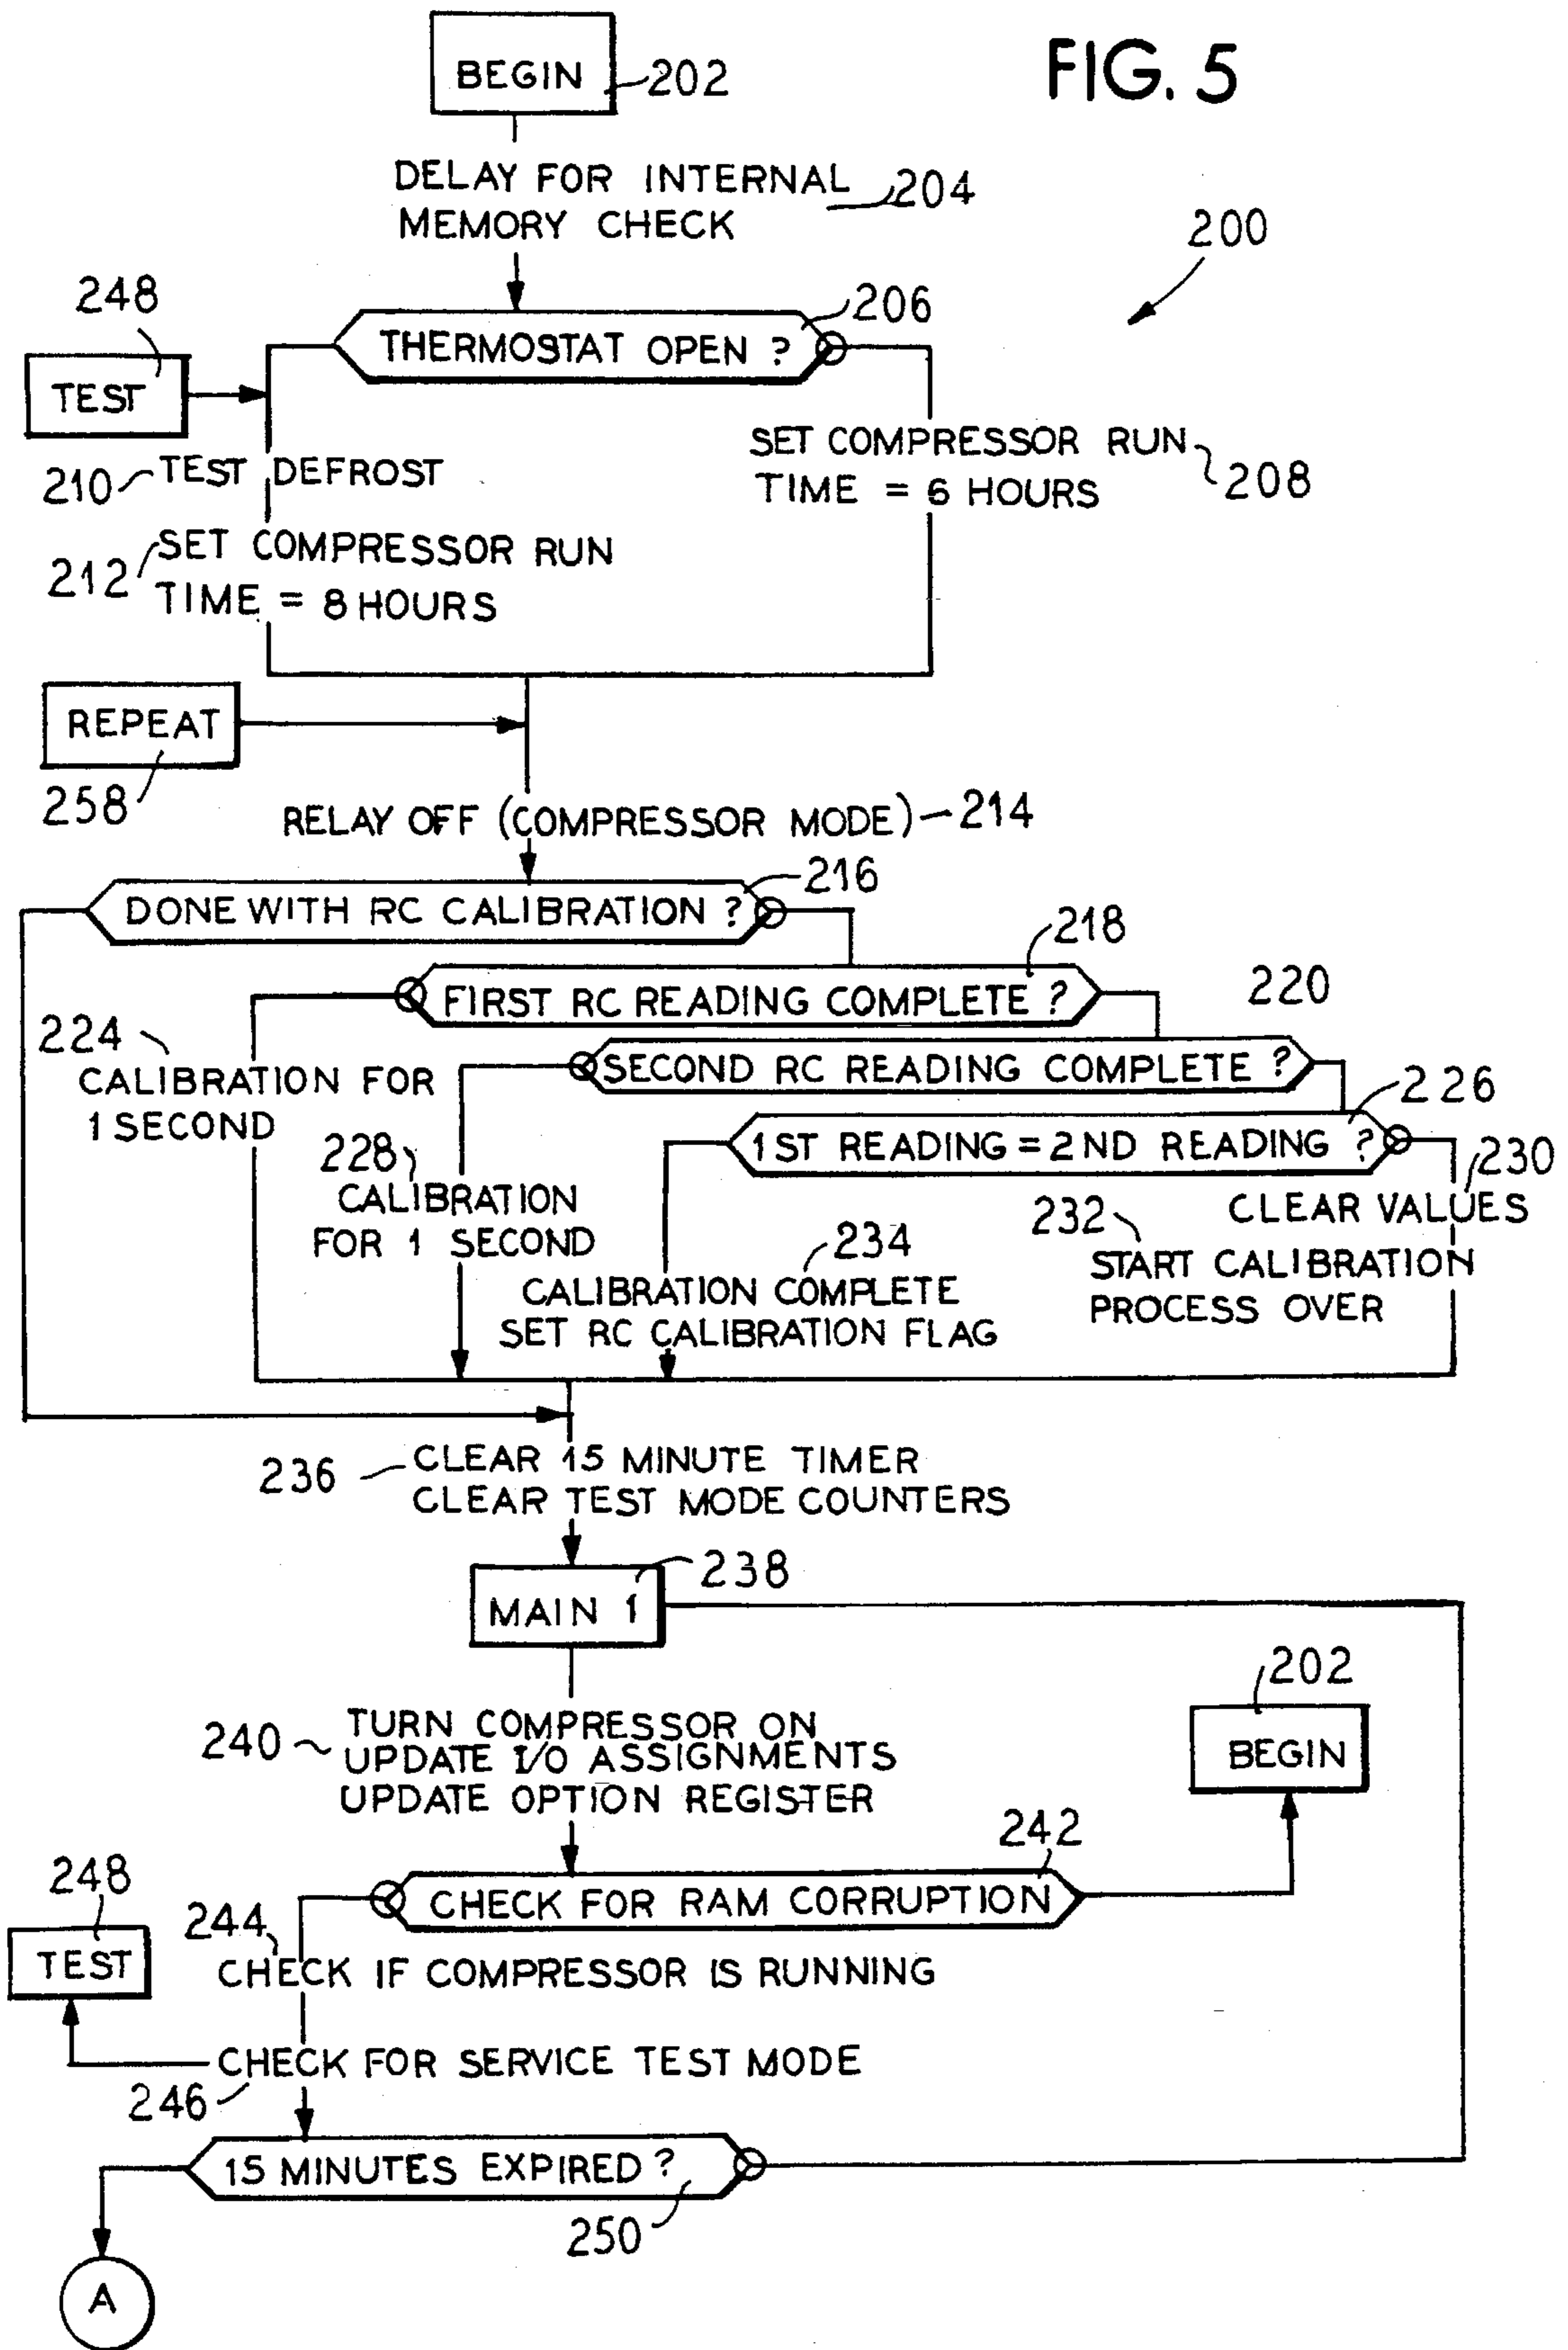 FIG. 5
BEGIN
202
DELAY FOR INTERNAL
MEMORY CHECK
204
200
248
TEST
206
THERMOSTAT OPEN ?
210
TEST DEFROST
SET COMPRESSOR RUN
TIME = 6 HOURS
208
212
SET COMPRESSOR RUN
TIME = 8 HOURS
REPEAT
258
RELAY OFF (COMPRESSOR MODE)
214
216
DONE WITH RC CALIBRATION ?
218
FIRST RC READING COMPLETE ?
220
224
CALIBRATION FOR
1 SECOND
SECOND RC READING COMPLETE ?
226
1ST READING = 2ND READING ?
228
CALIBRATION
FOR 1 SECOND
230
CLEAR VALUES
232
START CALIBRATION
PROCESS OVER
234
CALIBRATION COMPLETE
SET RC CALIBRATION FLAG
236
CLEAR 15 MINUTE TIMER
CLEAR TEST MODE COUNTERS
238
MAIN 1
202
BEGIN
240
TURN COMPRESSOR ON
UPDATE I/O ASSIGNMENTS
UPDATE OPTION REGISTER
242
CHECK FOR RAM CORRUPTION
248
TEST
244
CHECK IF COMPRESSOR IS RUNNING
CHECK FOR SERVICE TEST MODE
246
15 MINUTES EXPIRED ?
250
A